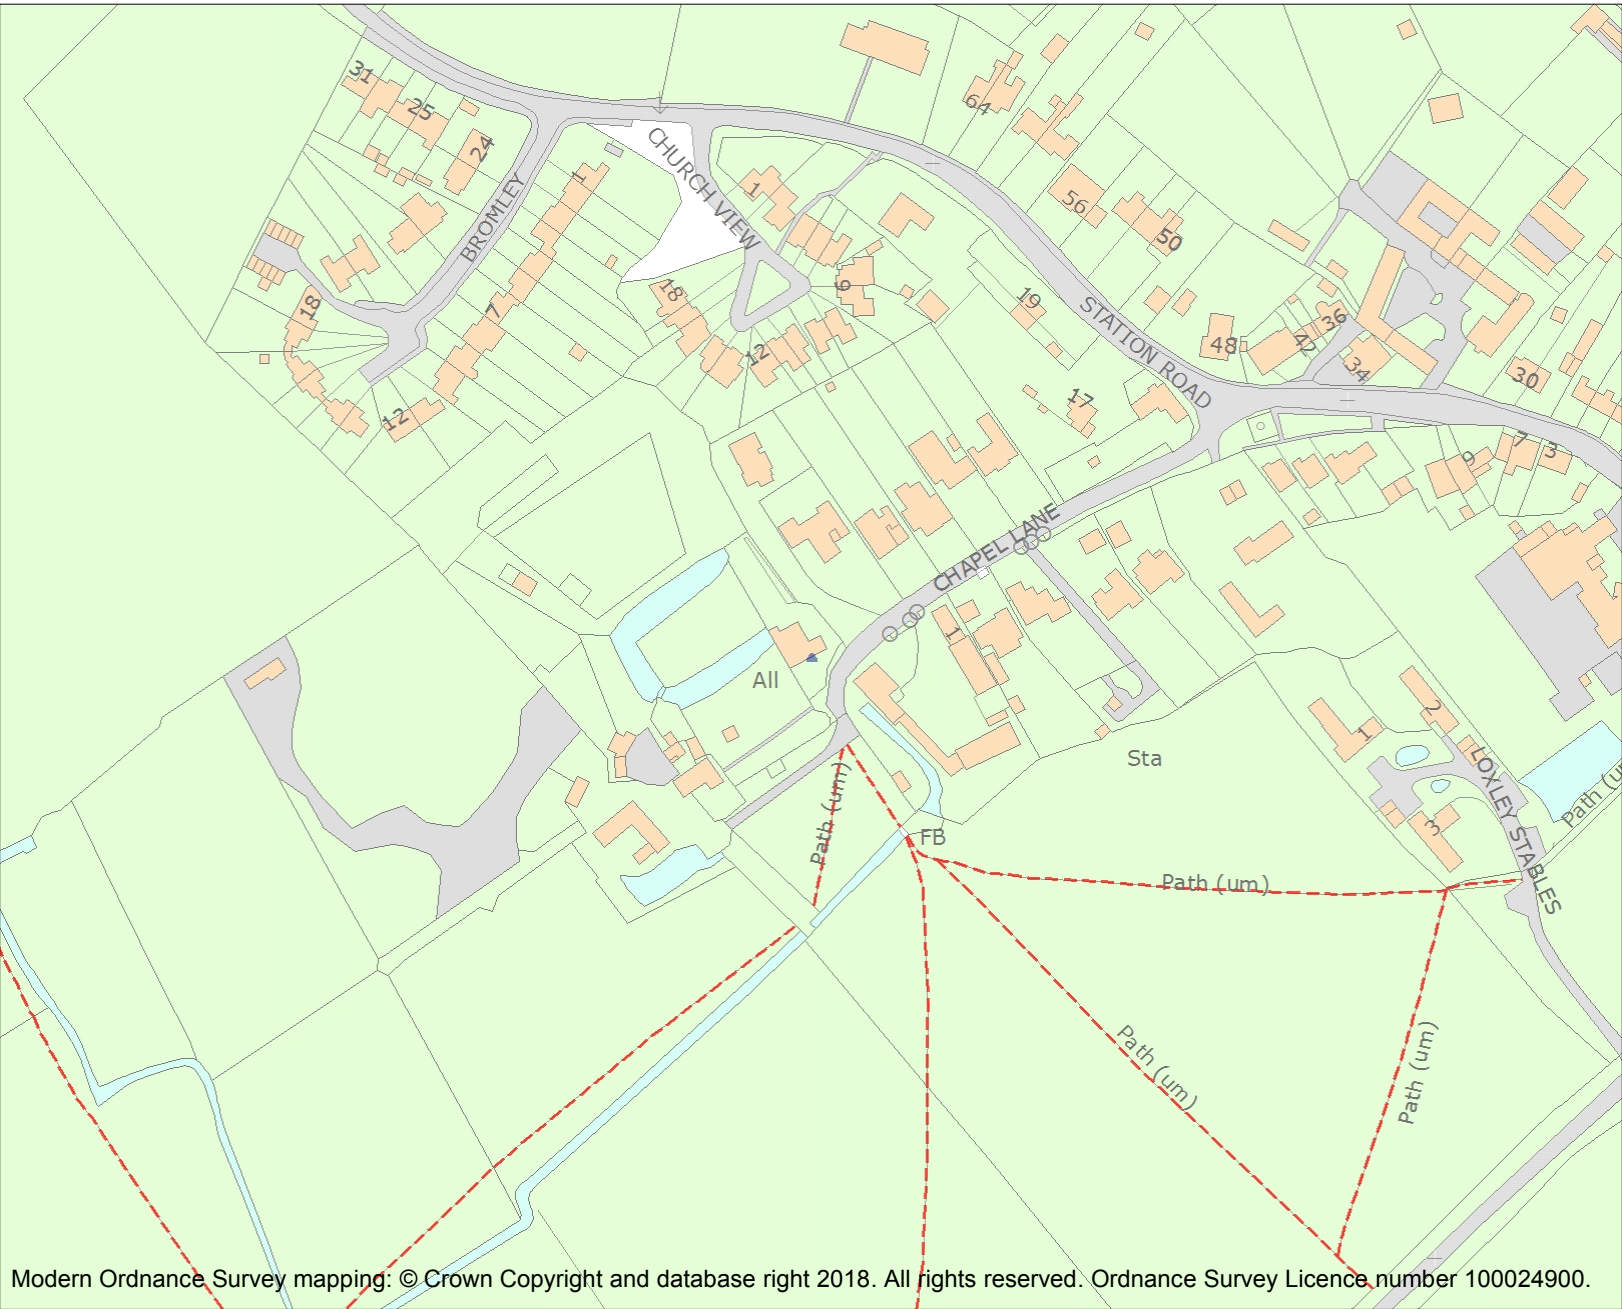 31
25
24
BROMLEY
1
CHURCH VIEW
1
64
56
50
18
7
12
18
12
9
19
STATION ROAD
17
48
42
36
34
30
9
7
3
CHAPEL LANE
1
All
Sta
2
1
3
LOXLEY STABLES
Path (um)
FB
Path (um)
Path (um)
Path (um)
Modern Ordnance Survey mapping: © Crown Copyright and database right 2018. All rights reserved. Ordnance Survey Licence number 100024900.